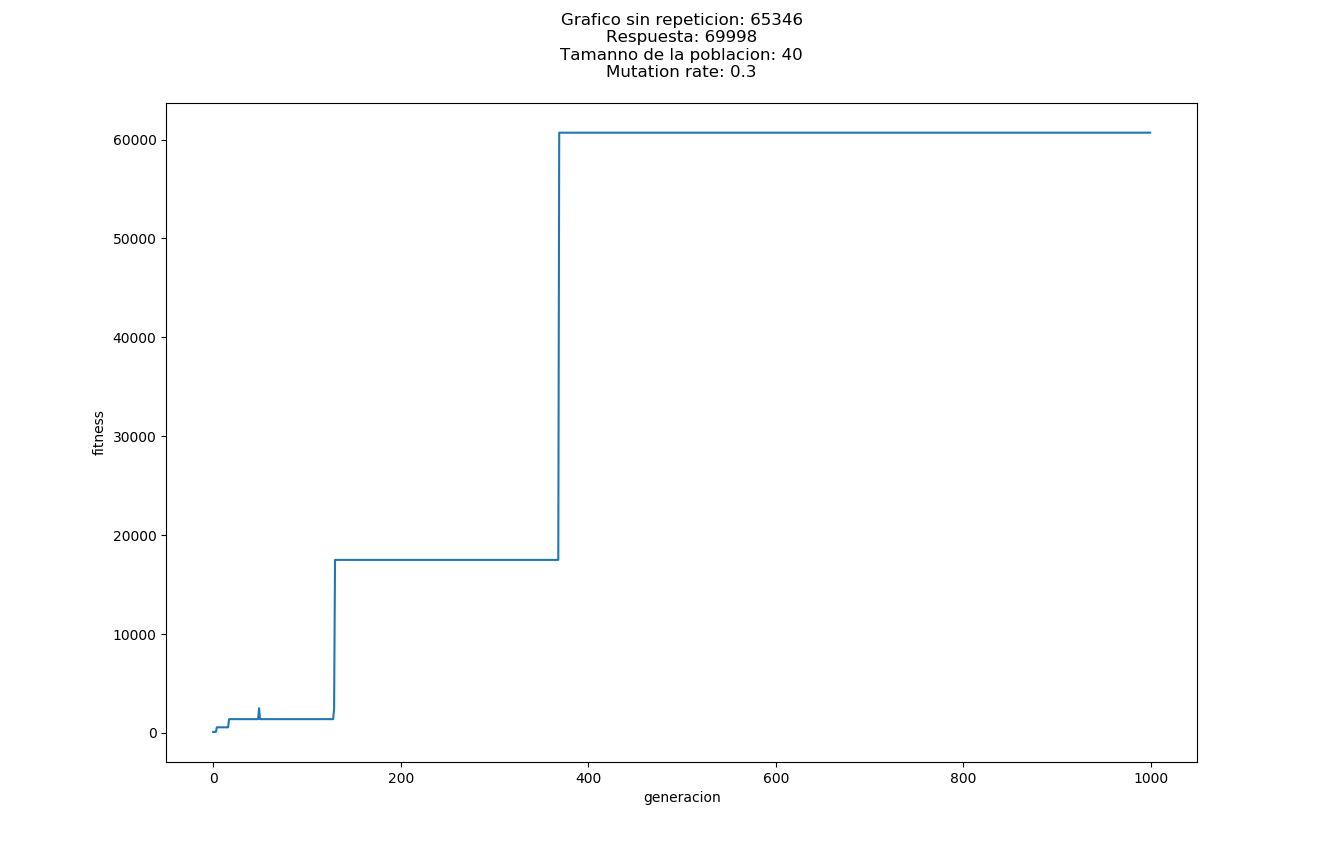 Grafico sin repeticion: 65346
Respuesta: 69998
Tamanno de la poblacion: 40
Mutation rate: 0.3
60000
50000
40000
30000
20000
10000
0
fitness
0 200 400 600 800 1000
generacion